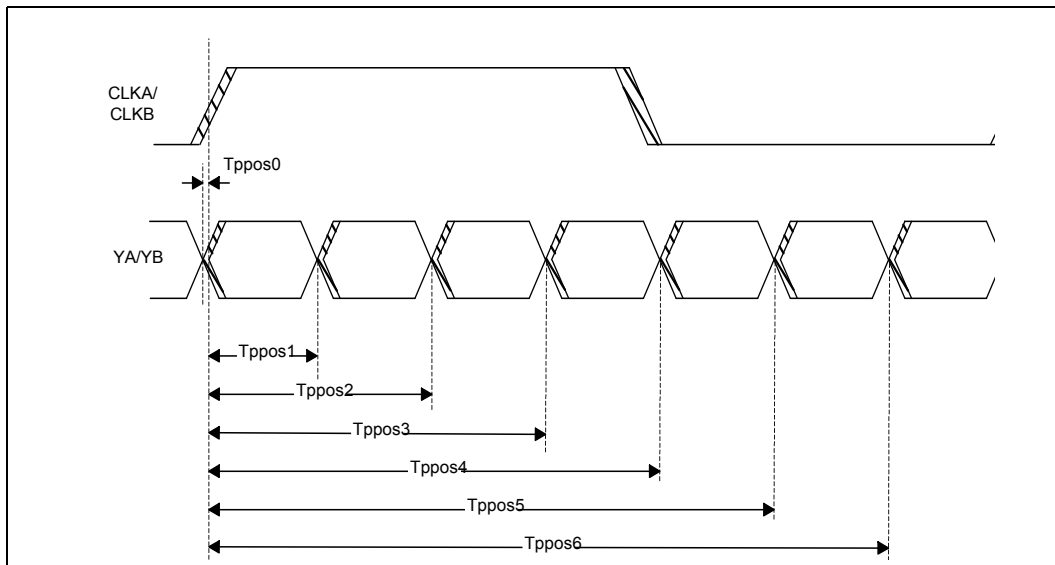 CLKA/
CLKB
Tppos0
YA/YB
Tppos1
Tppos2
Tppos3
Tppos4
Tppos5
Tppos6